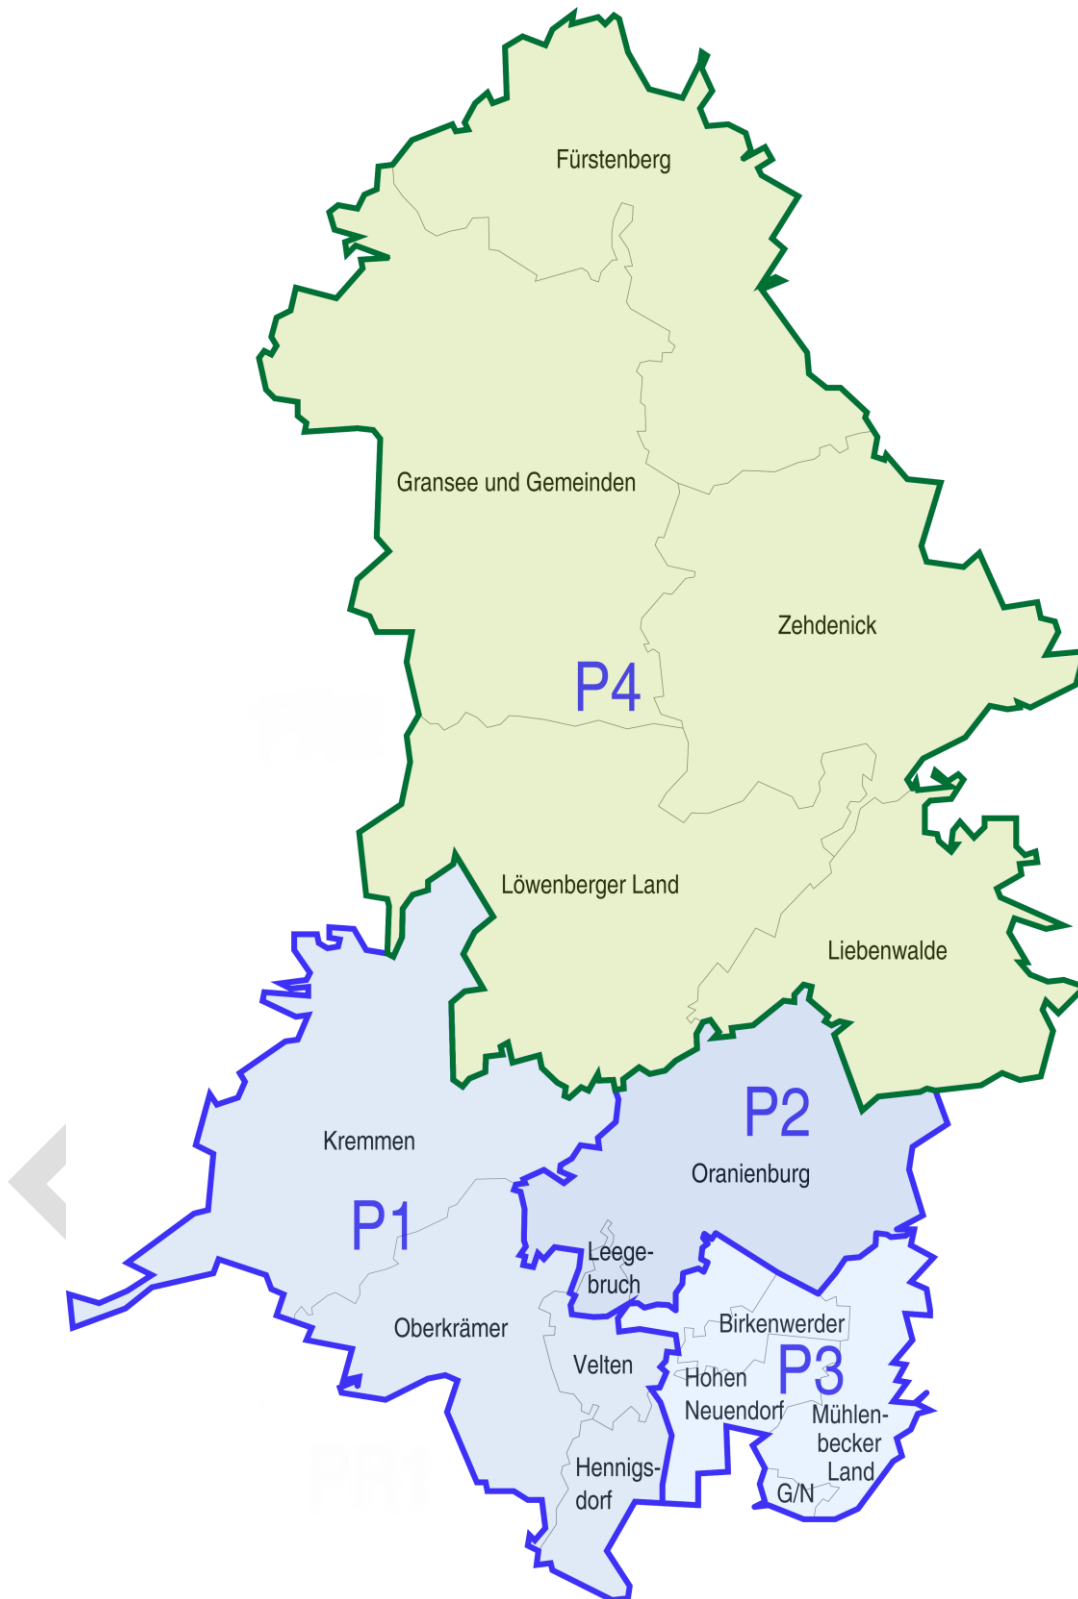 Fürstenberg
Gransee und Gemeinden
Zehdenick
P4
Löwenberger Land
Liebenwalde
P2
Kremmen
Oranienburg
P1
Leege-
bruch
Oberkrämer
Birkenwerder
Velten
P3
Hohen
Neuendorf
Mühlen-
becker
Land
Hennigs-
dorf
G/N